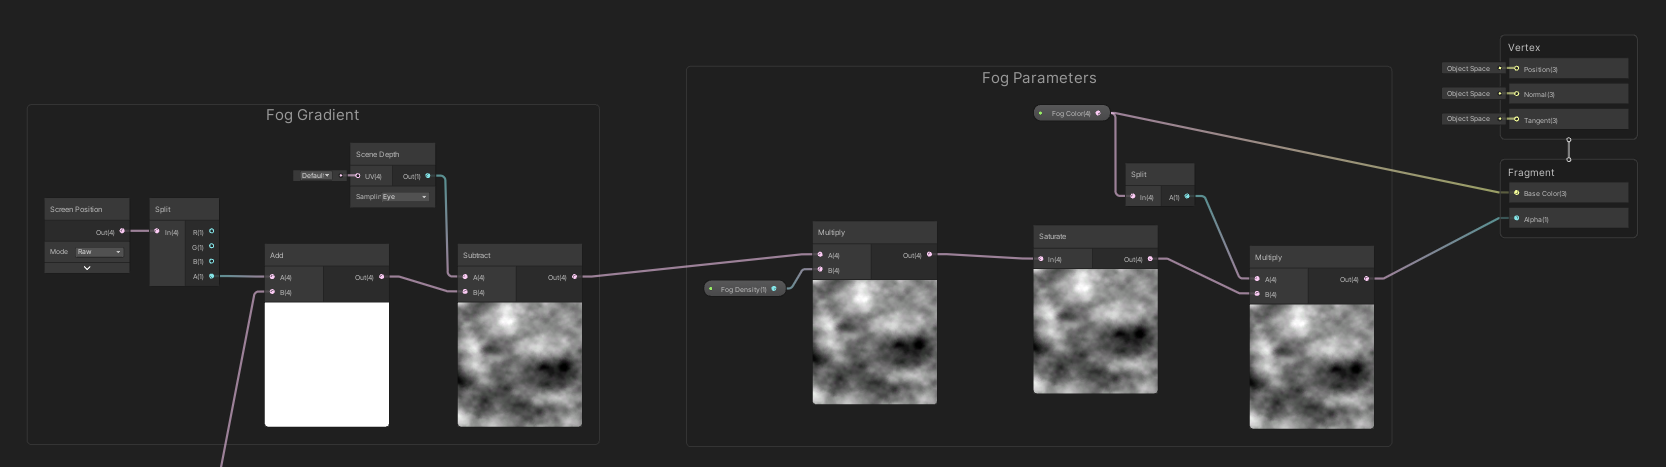 Fog Gradient
Screen Position
Out(4)
Mode Raw
Split
In(4)
R(1)
G(1)
B(1)
A(1)
Default
Scene Depth
UV(4) Out(1)
Eye
Add
A(4) Out(4)
B(4)
Subtract
A(4) Out(4)
B(4)
Fog Parameters
Fog Density(1)
Multiply
A(4) Out(4)
B(4)
Fog Color(4)
Saturate
In(4) Out(4)
Split
In(4) A(1)
Multiply
A(4) Out(4)
B(4)
Vertex
Object Space Position(3)
Object Space Normal(3)
Object Space Tangent(3)
Fragment
Base Color(3)
Alpha(1)